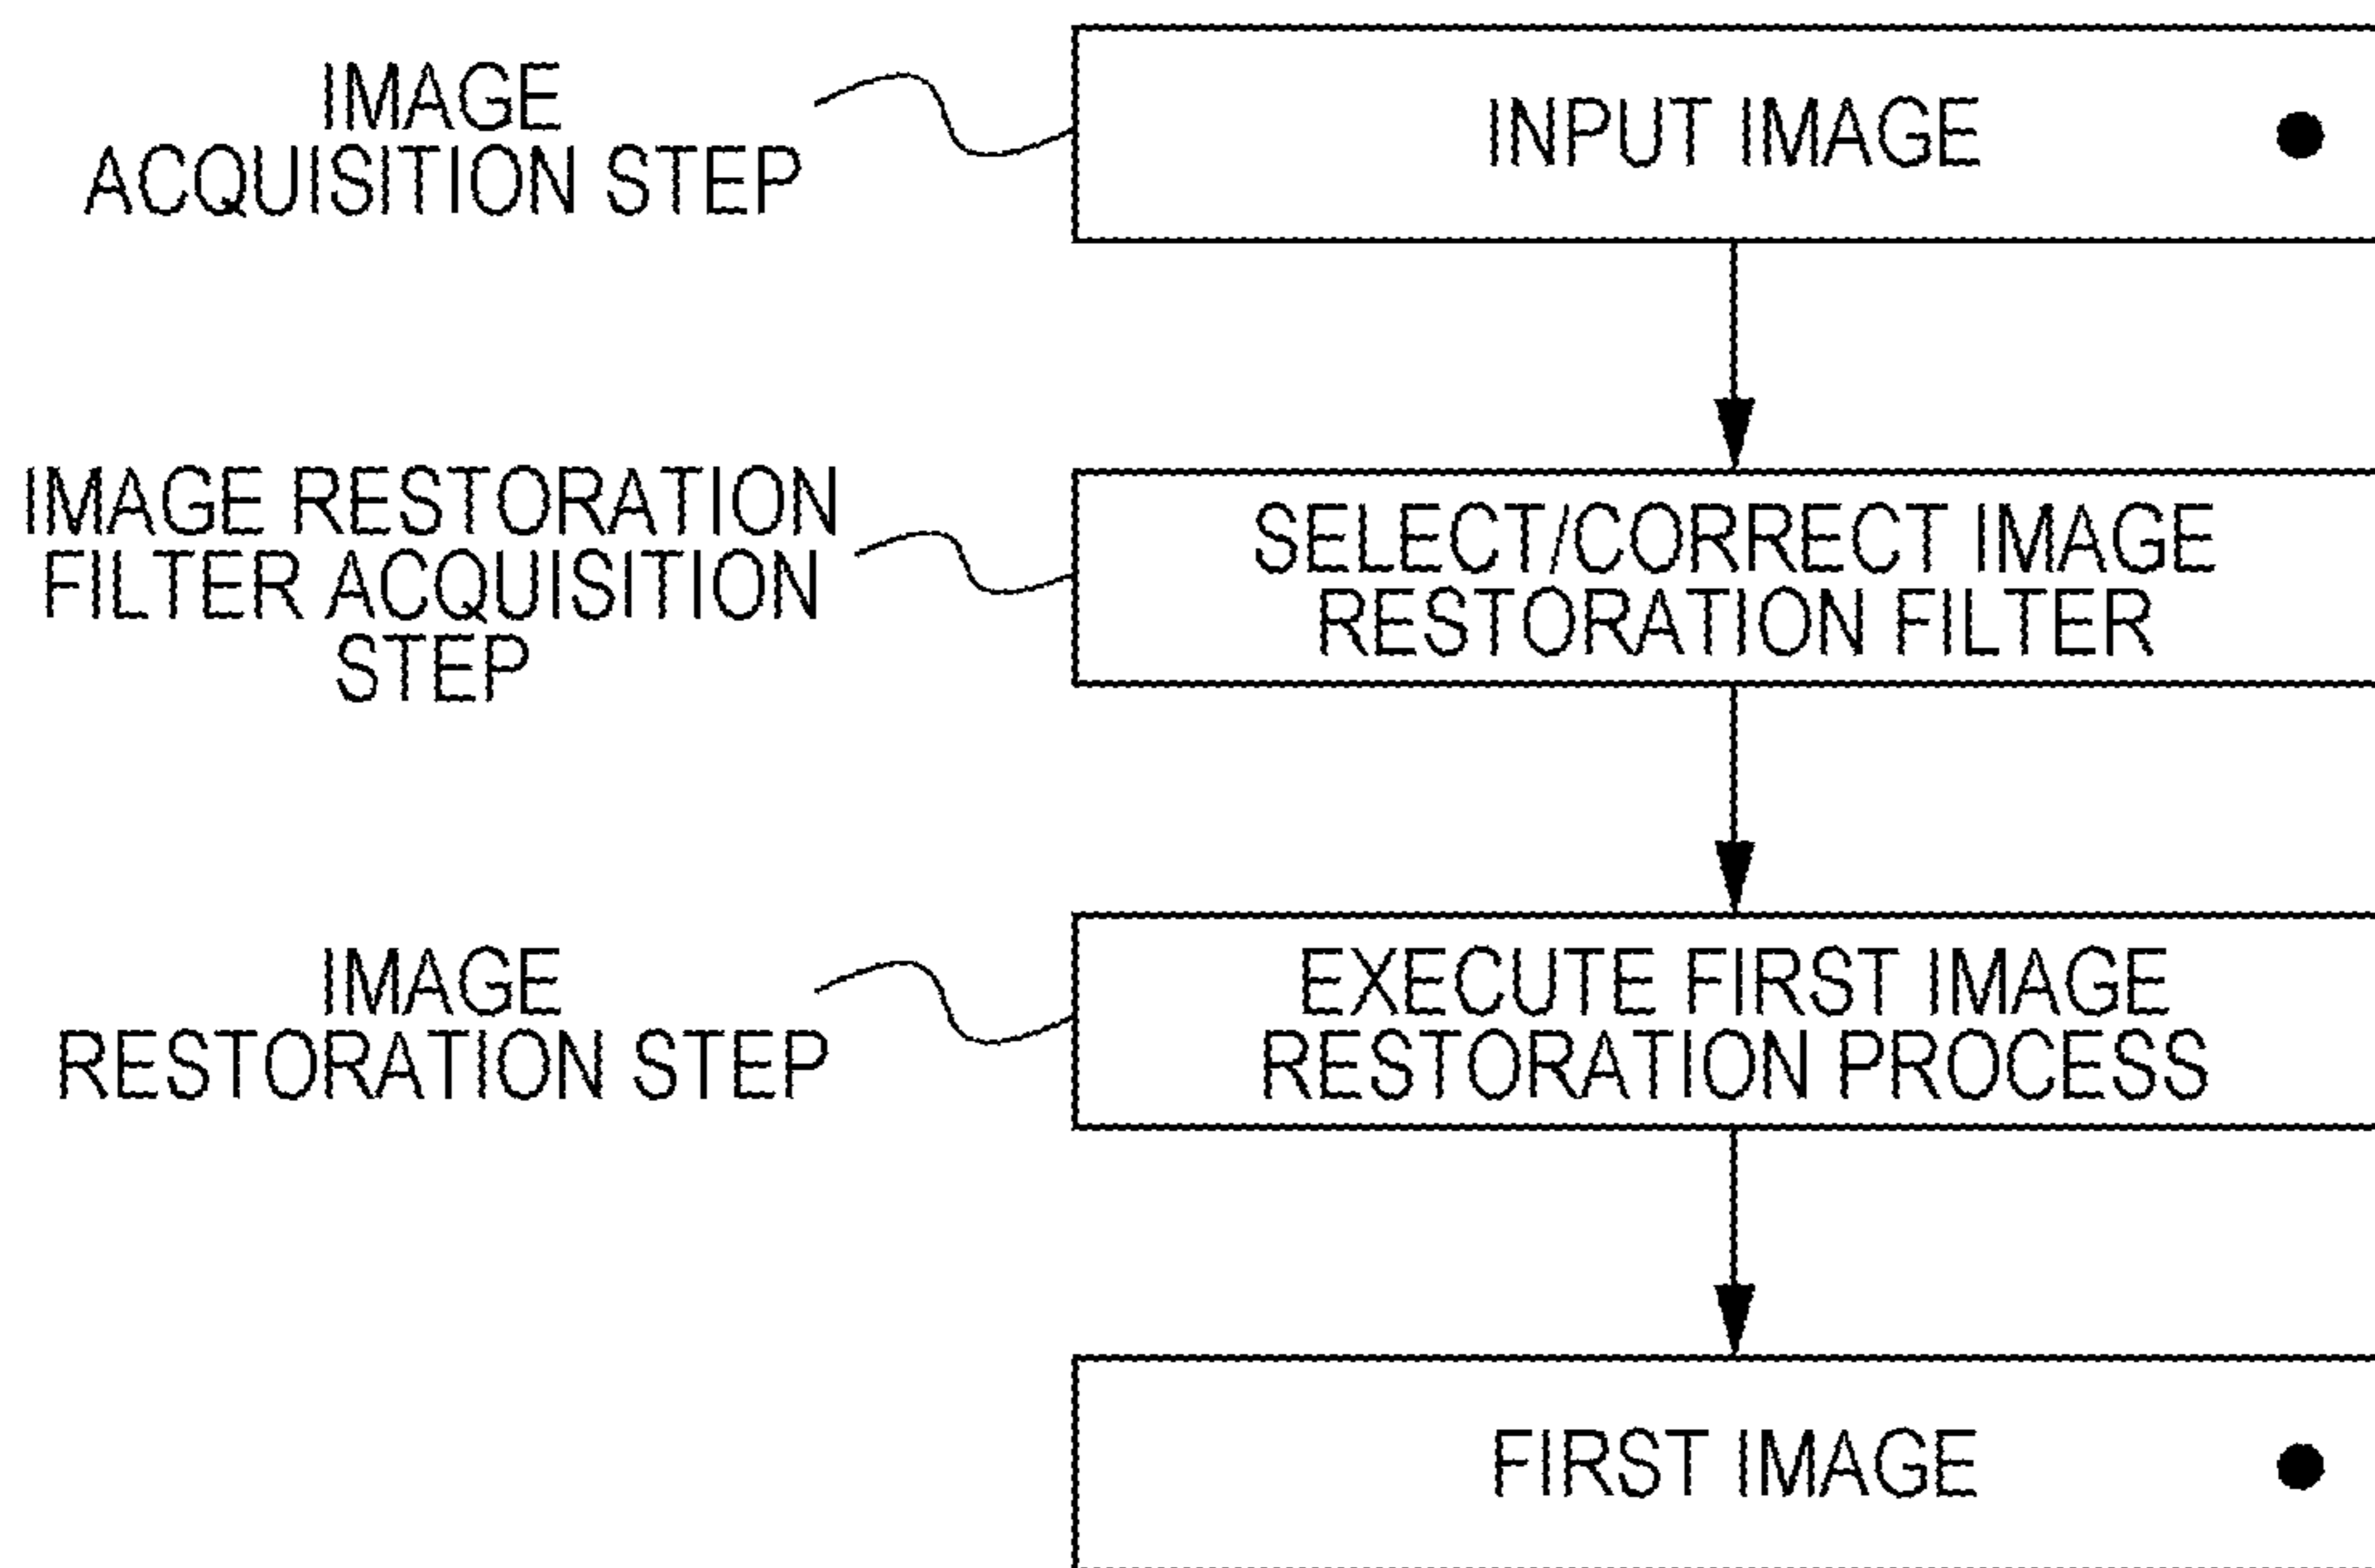 IMAGE
ACQUISITION STEP
INPUT IMAGE
IMAGE RESTORATION
FILTER ACQUISITION
STEP
SELECT/CORRECT IMAGE
RESTORATION FILTER
IMAGE
RESTORATION STEP
EXECUTE FIRST IMAGE
RESTORATION PROCESS
FIRST IMAGE